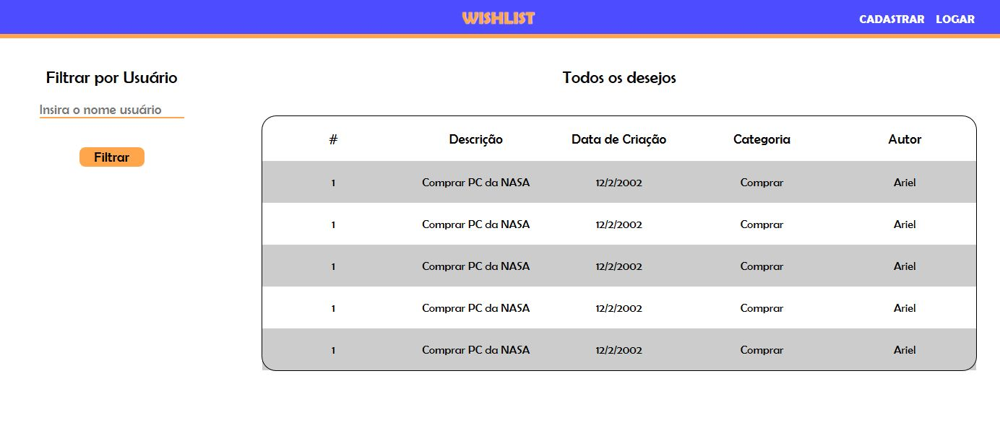 WISHLIST
CADASTRAR LOGAR
Filtrar por Usuário
Insira o nome usuário
Filtrar
Todos os desejos
# Descrição Data de Criação Categoria Autor
1 Comprar PC da NASA 12/2/2002 Comprar Ariel
1 Comprar PC da NASA 12/2/2002 Comprar Ariel
1 Comprar PC da NASA 12/2/2002 Comprar Ariel
1 Comprar PC da NASA 12/2/2002 Comprar Ariel
1 Comprar PC da NASA 12/2/2002 Comprar Ariel